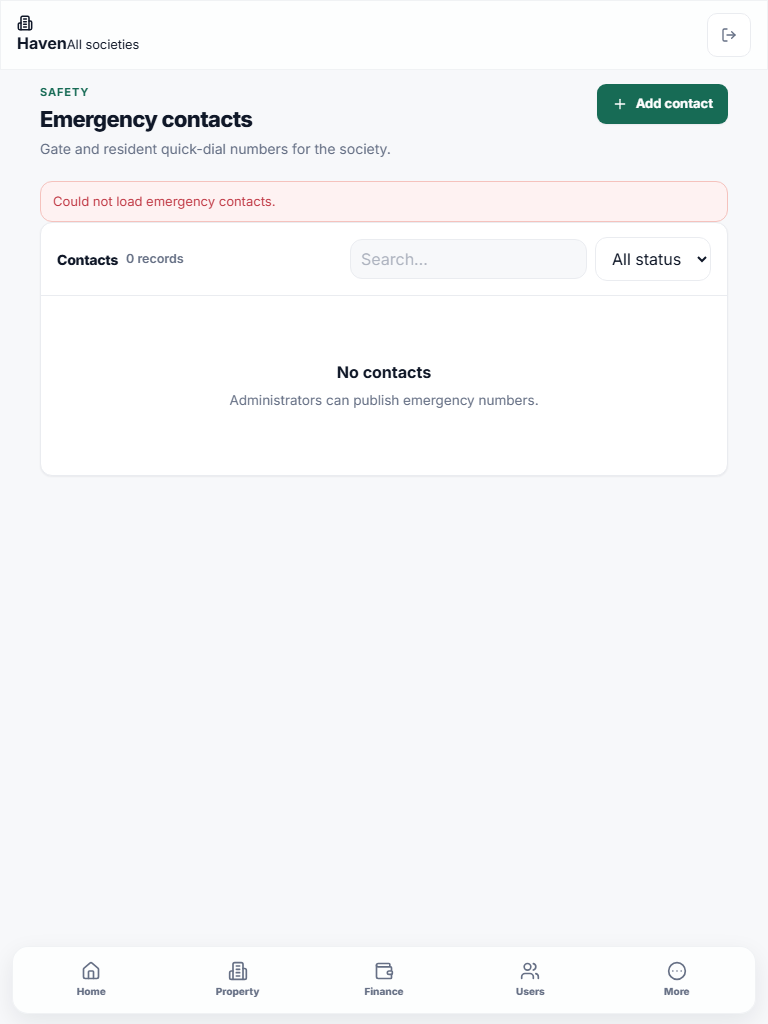 HavenAll societies
SAFETY
Emergency contacts
Add contact
Gate and resident quick-dial numbers for the society.
Could not load emergency contacts.
Contacts 0 records
Search...
All status
No contacts
Administrators can publish emergency numbers.
Home
Property
Finance
Users
More